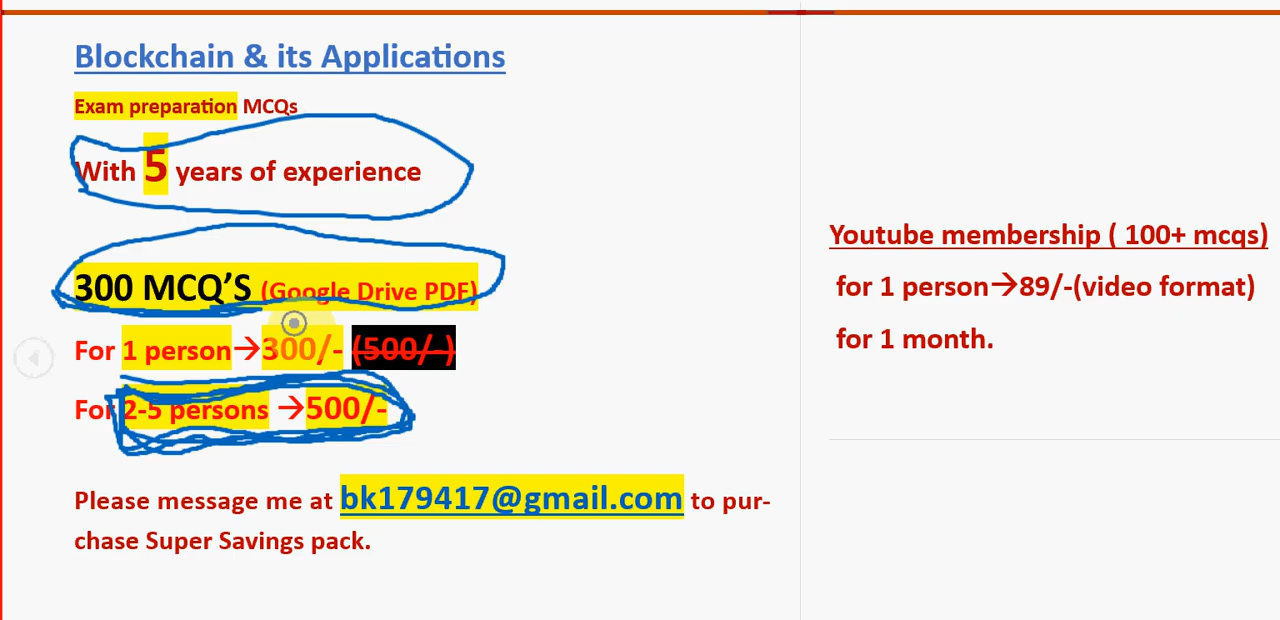 Blockchain & its Applications
Exam preparation MCQs
With 5 years of experience
300 MCQ’S (Google Drive PDF)
For 1 person→300/- (500/-)
For 2-5 persons →500/-
Please message me at bk179417@gmail.com to pur-
chase Super Savings pack.
Youtube membership ( 100+ mcqs)
for 1 person→89/-(video format)
for 1 month.